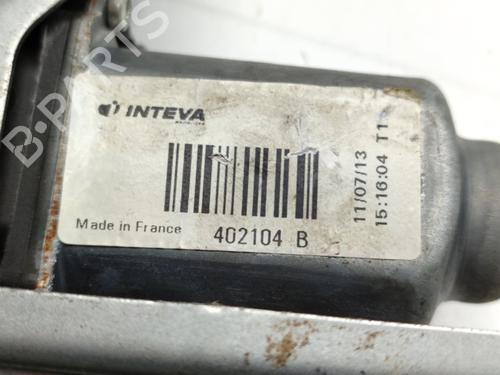 INTEVA
Made in France
402104 B
11/07/13
15:16:04 T1
B-PARTS